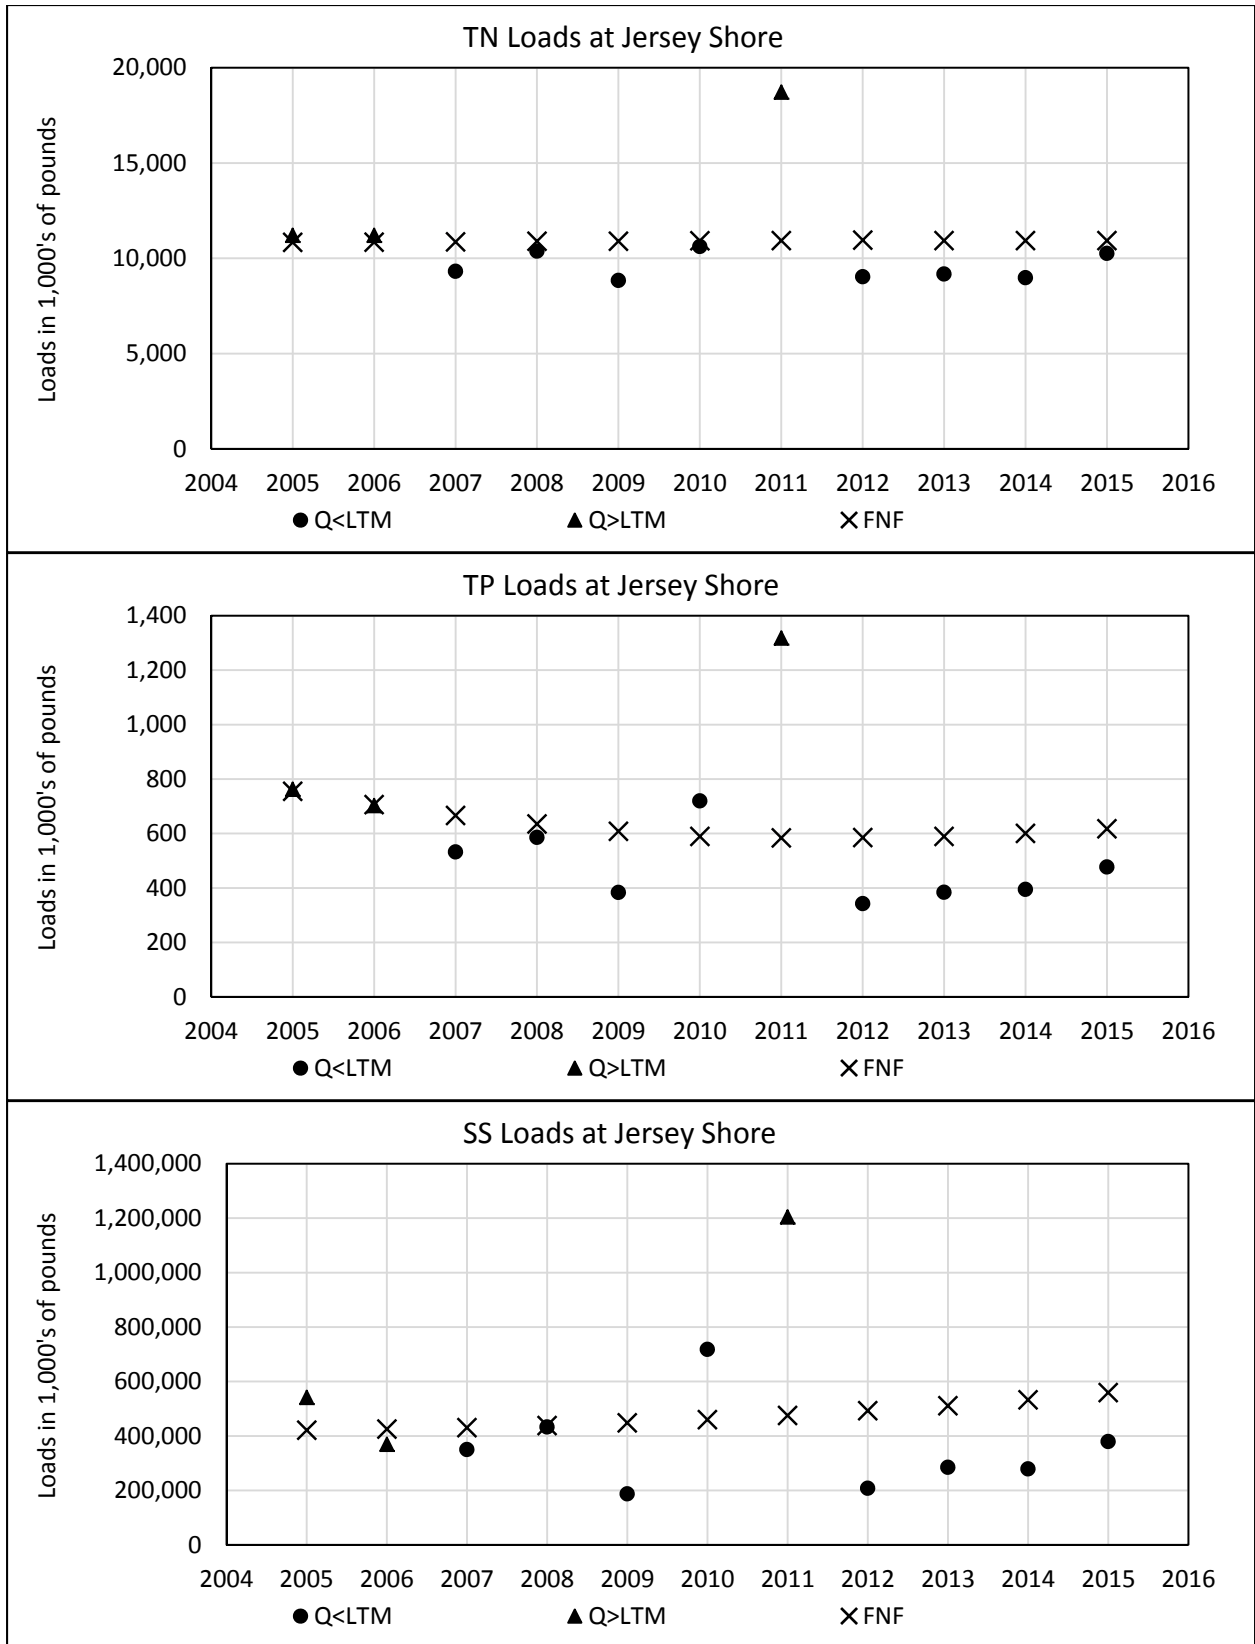 TN Loads at Jersey Shore
Loads in 1,000's of pounds
20,000
15,000
10,000
5,000
0
2004 2005 2006 2007 2008 2009 2010 2011 2012 2013 2014 2015 2016
Q<LTM Q>LTM FNF
TP Loads at Jersey Shore
Loads in 1,000's of pounds
1,400
1,200
1,000
800
600
400
200
0
2004 2005 2006 2007 2008 2009 2010 2011 2012 2013 2014 2015 2016
Q<LTM Q>LTM FNF
SS Loads at Jersey Shore
Loads in 1,000's of pounds
1,400,000
1,200,000
1,000,000
800,000
600,000
400,000
200,000
0
2004 2005 2006 2007 2008 2009 2010 2011 2012 2013 2014 2015 2016
Q<LTM Q>LTM FNF